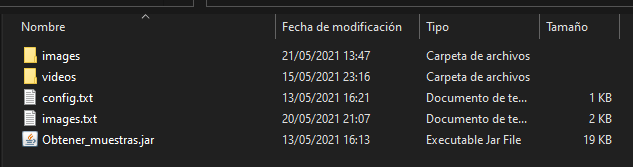 Nombre Fecha de modificación Tipo Tamaño
images 21/05/2021 13:47 Carpeta de archivos
videos 15/05/2021 23:16 Carpeta de archivos
config.txt 13/05/2021 16:21 Documento de te... 1 KB
images.txt 20/05/2021 21:07 Documento de te... 2 KB
Obtener_muestras.jar 13/05/2021 16:13 Executable Jar File 19 KB